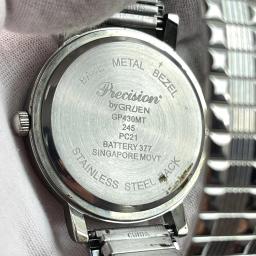 BASE METAL BEZEL
Precision
by GRUEN
GP430MT
245
PC21
BATTERY 377
SINGAPORE MOVT
STAINLESS STEEL BACK